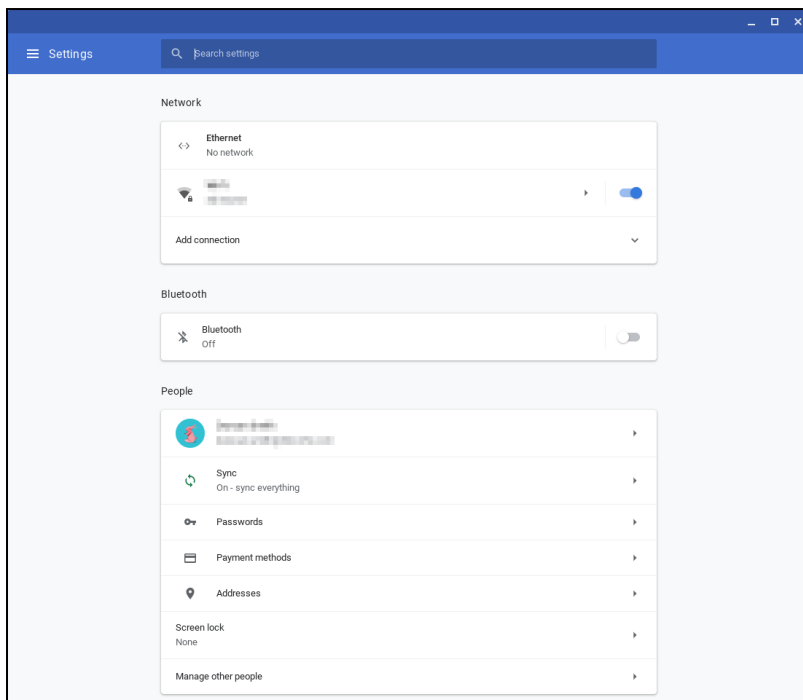 Settings
Search settings
Network
Ethernet
No network
Add connection
Bluetooth
Bluetooth
Off
People
Sync
On - sync everything
Passwords
Payment methods
Addresses
Screen lock
None
Manage other people